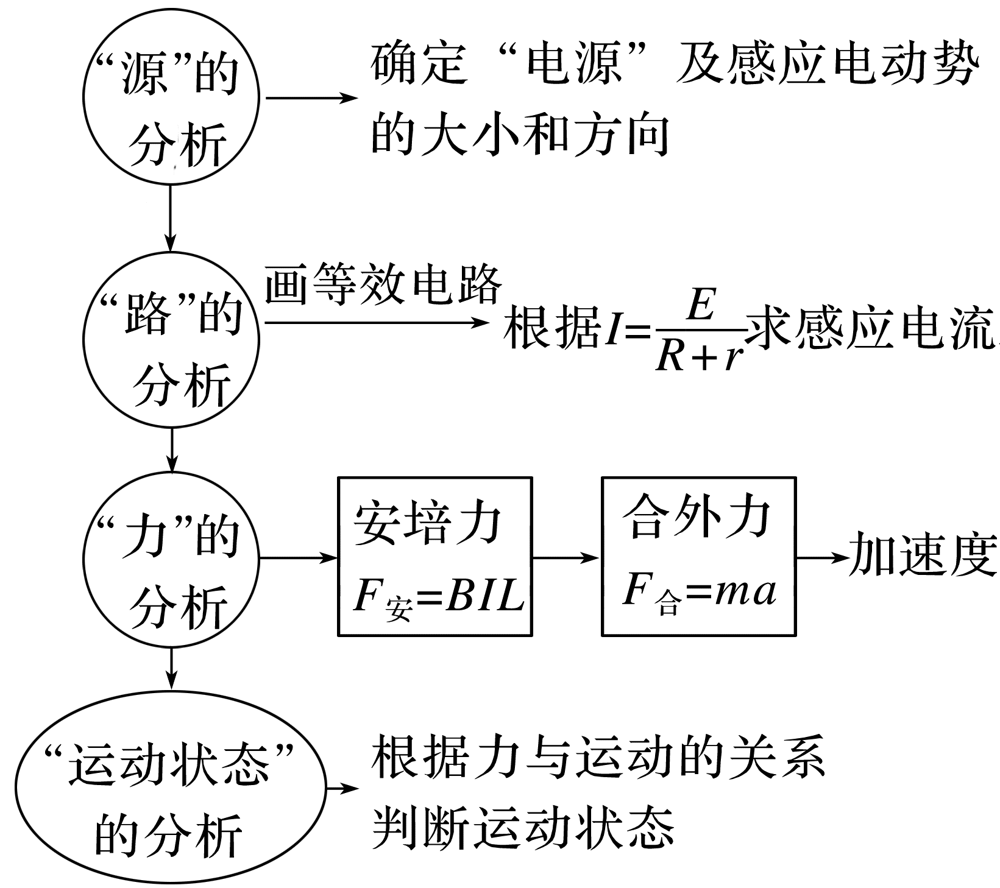 “源”的
分析
确定“电源”及感应电动势
的大小和方向
“路”的
分析
画等效电路
根据I=\frac{E}{R+r}求感应电流
“力”的
分析
安培力
F安=BIL
合外力
F合=ma
加速度
“运动状态”
的分析
根据力与运动的关系
判断运动状态